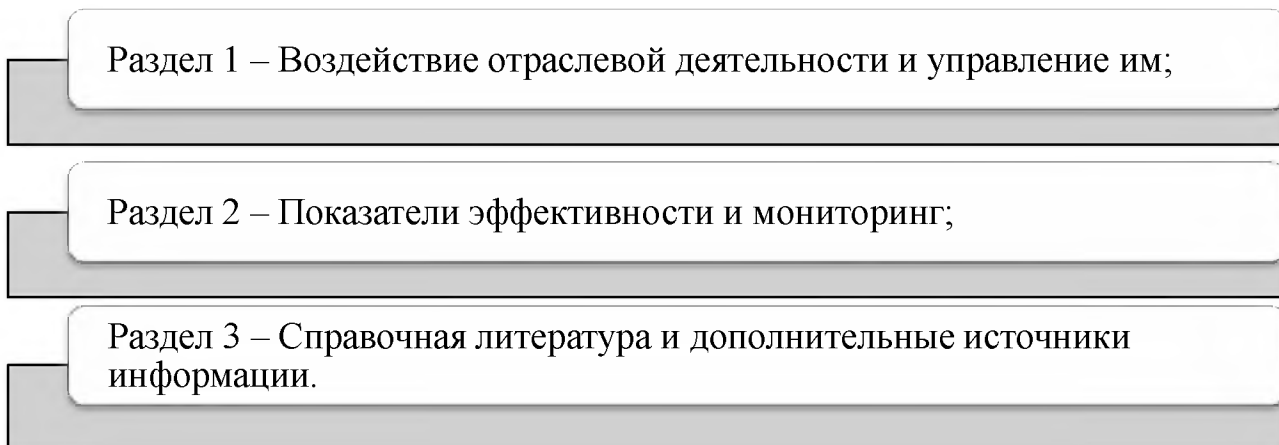 Раздел 1 – Воздействие отраслевой деятельности и управление им;
Раздел 2 – Показатели эффективности и мониторинг;
Раздел 3 – Справочная литература и дополнительные источники
информации.